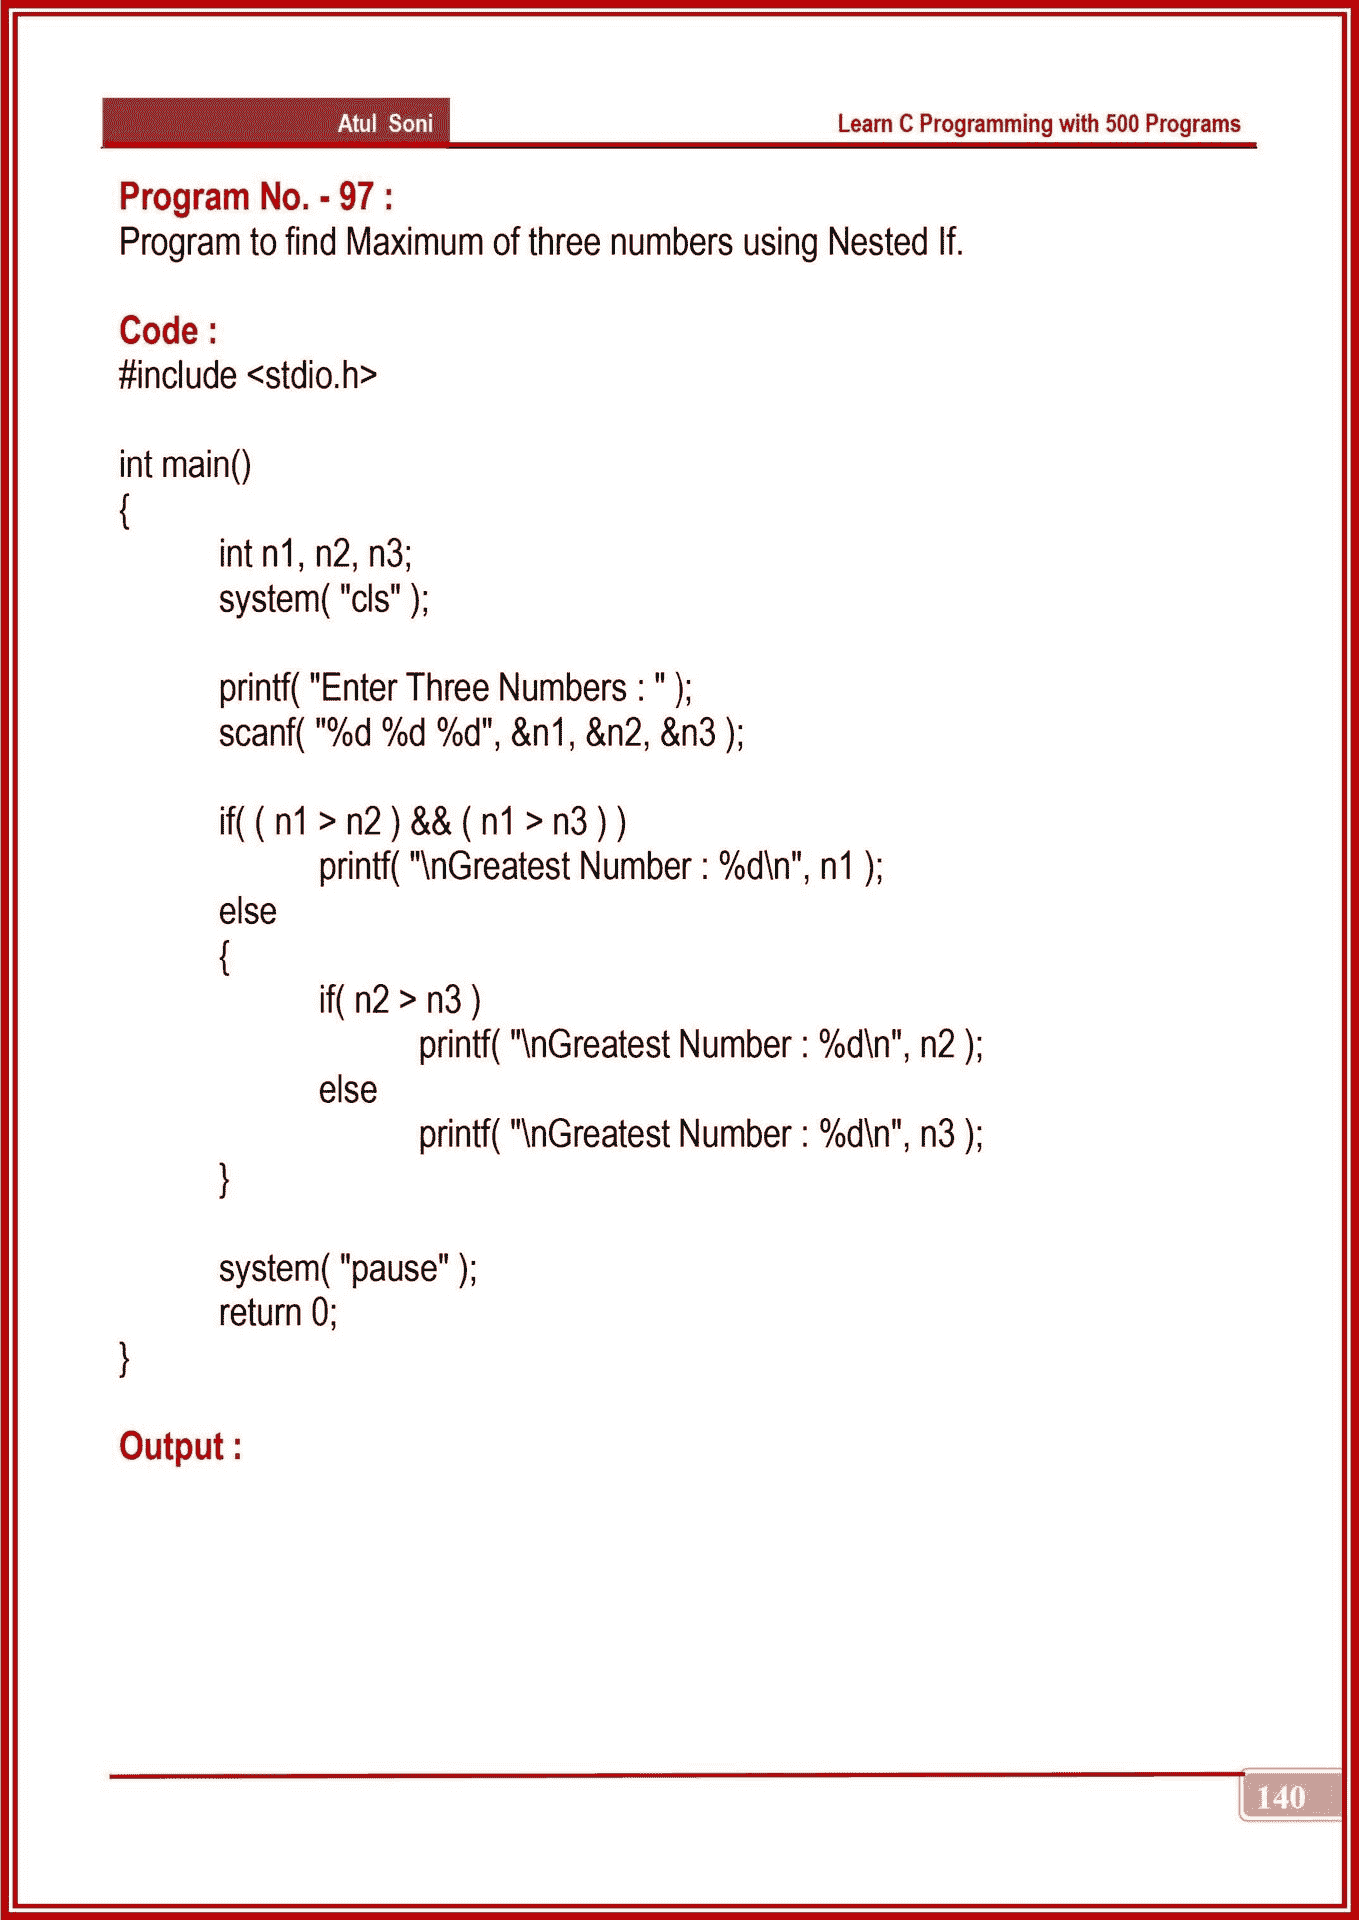 Atul Soni
Learn C Programming with 500 Programs
Program No. - 97 :
Program to find Maximum of three numbers using Nested If.
Code :
#include <stdio.h>
int main()
{
int n1, n2, n3;
system( "cls" );
printf( "Enter Three Numbers : " );
scanf( "%d %d %d", &n1, &n2, &n3 );
if( ( n1 > n2 ) && ( n1 > n3 ) )
printf( "\nGreatest Number : %d\n", n1 );
else
{
if( n2 > n3 )
printf( "\nGreatest Number : %d\n", n2 );
else
printf( "\nGreatest Number : %d\n", n3 );
}
system( "pause" );
return 0;
}
Output :
140